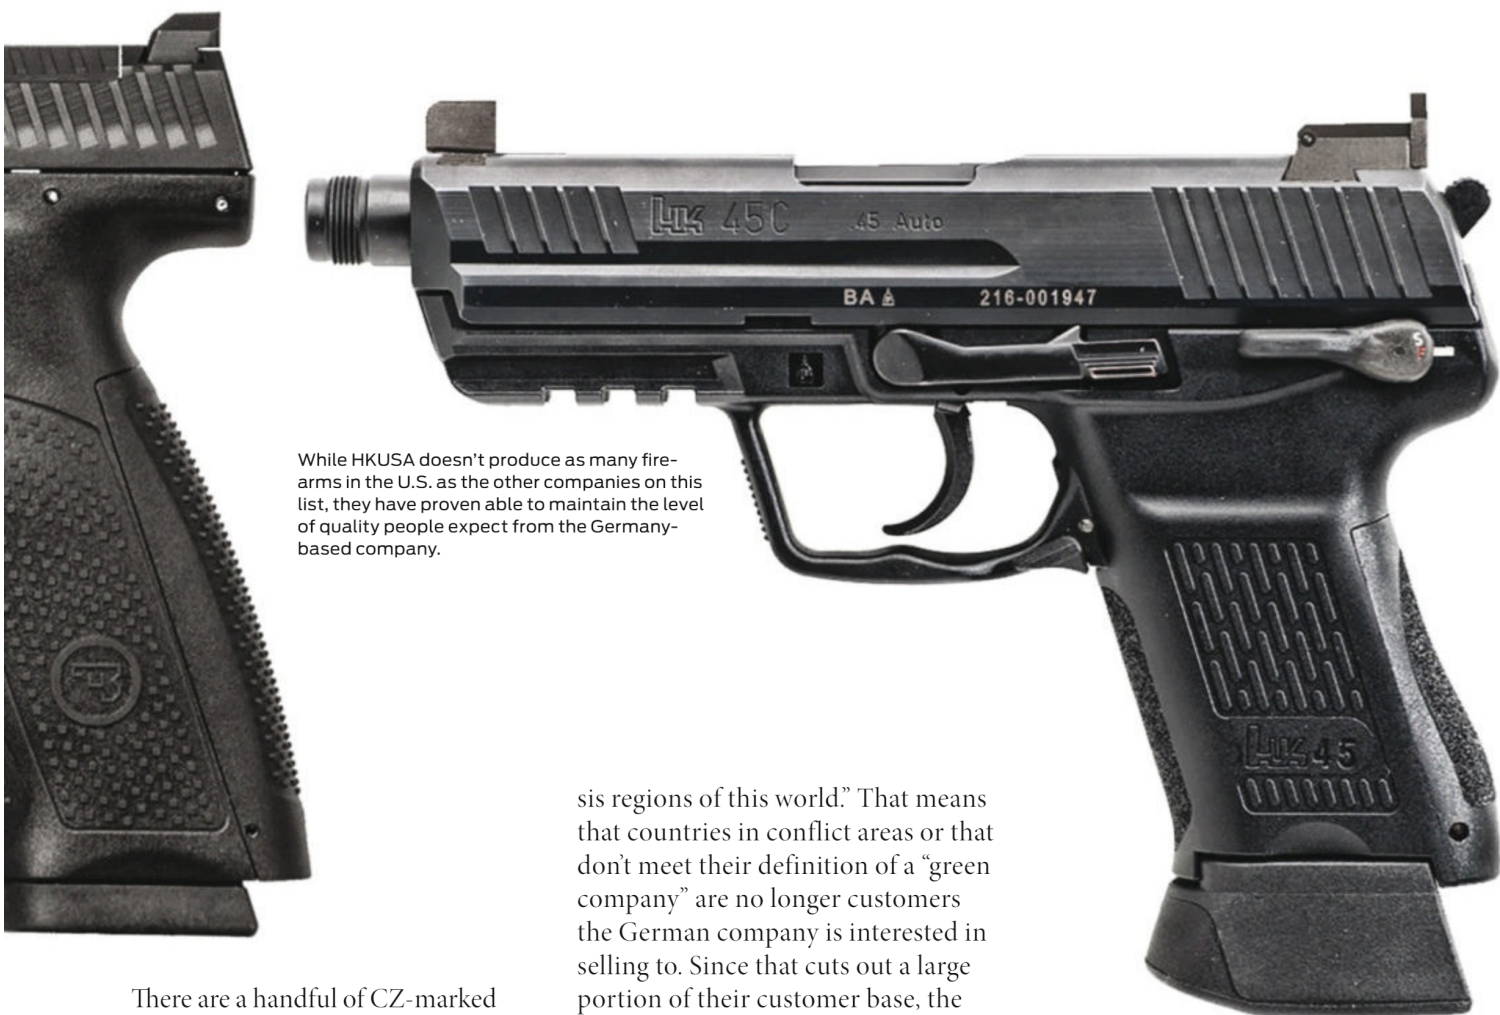 HK 45C .45 Auto
BA 216-001947
S
F
While HKUSA doesn’t produce as many fire-
arms in the U.S. as the other companies on this
list, they have proven able to maintain the level
of quality people expect from the Germany-
based company.
HK45
sis regions of this world.” That means
that countries in conflict areas or that
don’t meet their definition of a “green
company” are no longer customers
the German company is interested in
selling to. Since that cuts out a large
portion of their customer base, the
There are a handful of CZ-marked